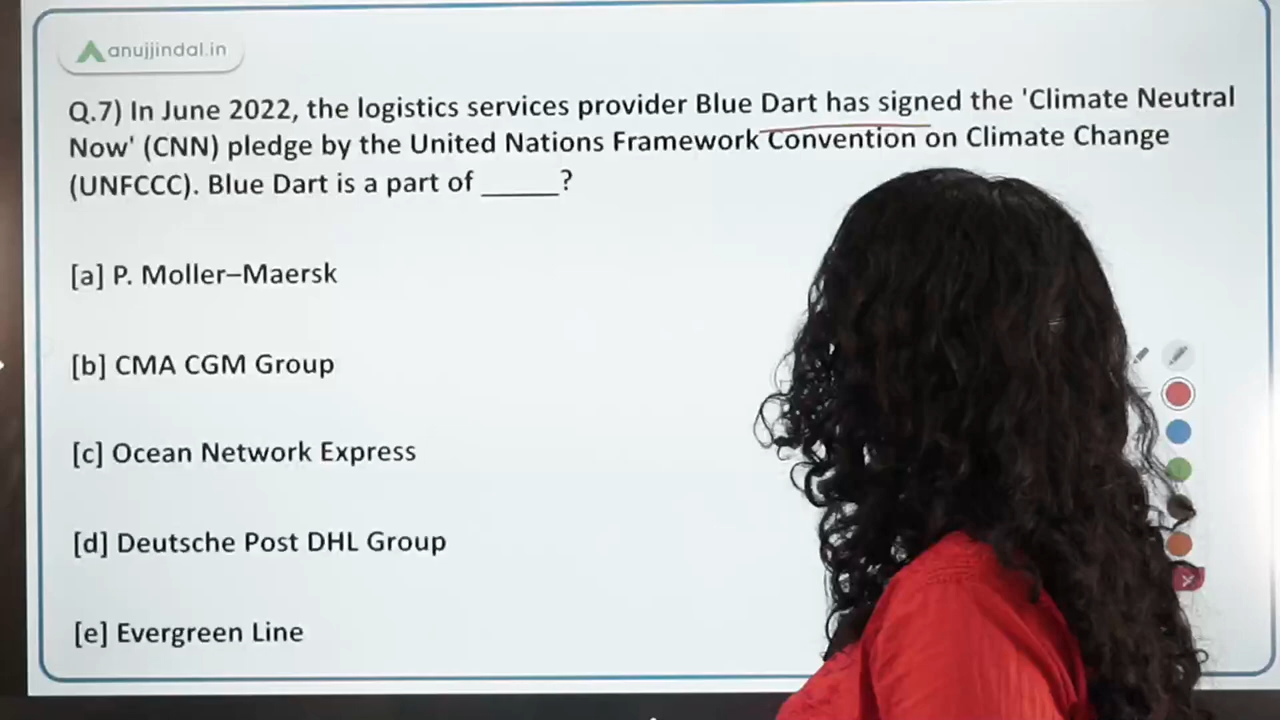 anujjindal.in
Q.7) In June 2022, the logistics services provider Blue Dart has signed the 'Climate Neutral
Now' (CNN) pledge by the United Nations Framework Convention on Climate Change
(UNFCCC). Blue Dart is a part of _____?
[a] P. Moller–Maersk
[b] CMA CGM Group
[c] Ocean Network Express
[d] Deutsche Post DHL Group
[e] Evergreen Line